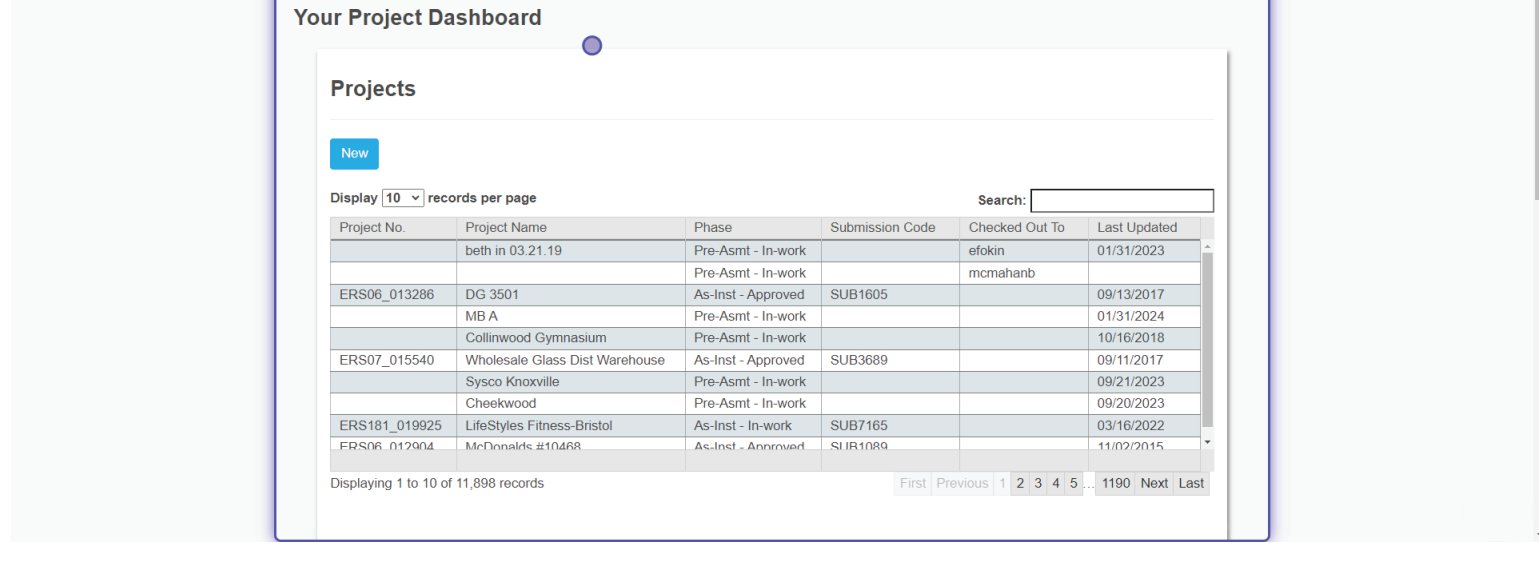 Your Project Dashboard
Projects
New
Display 10 records per page Search:
Project No. Project Name Phase Submission Code Checked Out To Last Updated
beth in 03.21.19 Pre-Asmt - In-work efokin 01/31/2023
Pre-Asmt - In-work mcmahanb
ERS06_013286 DG 3501 As-Inst - Approved SUB1605 09/13/2017
MB A Pre-Asmt - In-work 01/31/2024
Collinwood Gymnasium Pre-Asmt - In-work 10/16/2018
ERS07_015540 Wholesale Glass Dist Warehouse As-Inst - Approved SUB3689 09/11/2017
Sysco Knoxville Pre-Asmt - In-work 09/21/2023
Cheekwood Pre-Asmt - In-work 09/20/2023
ERS181_019925 LifeStyles Fitness-Bristol As-Inst - In-work SUB7165 03/16/2022
ERS06_012904 McDonalds #10468 As-Inst - Approved SUB1089 11/02/2015
Displaying 1 to 10 of 11,898 records First Previous 1 2 3 4 5 ... 1190 Next Last